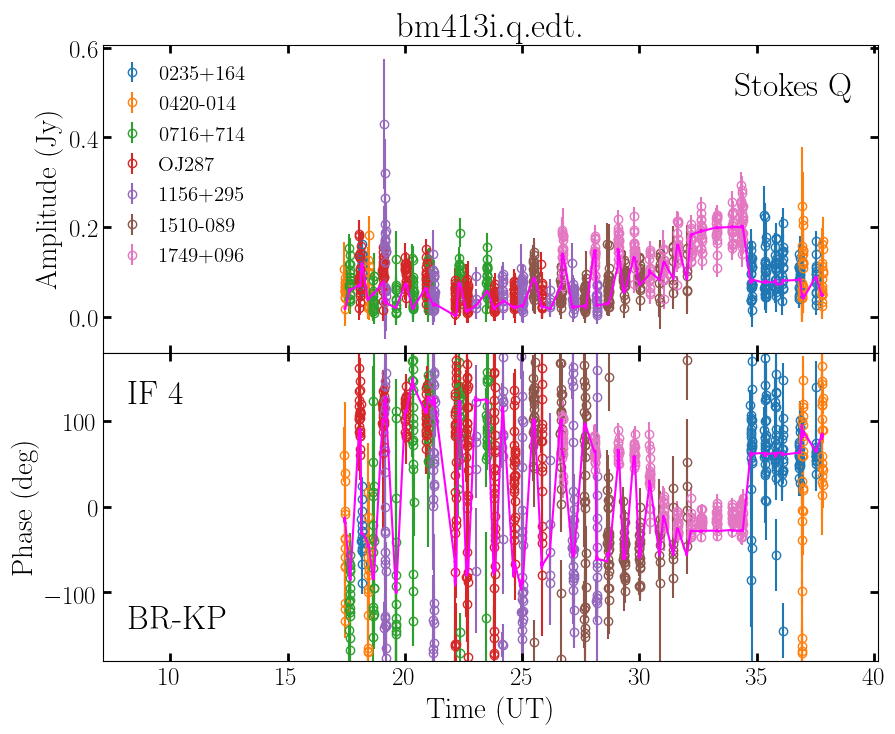 bm413i.q.edt.
Stokes Q
0235+164
0420-014
0716+714
OJ287
1156+295
1510-089
1749+096
Amplitude (Jy)
0.6
0.4
0.2
0.0
IF 4
BR-KP
Phase (deg)
100
0
−100
10 15 20 25 30 35 40
Time (UT)